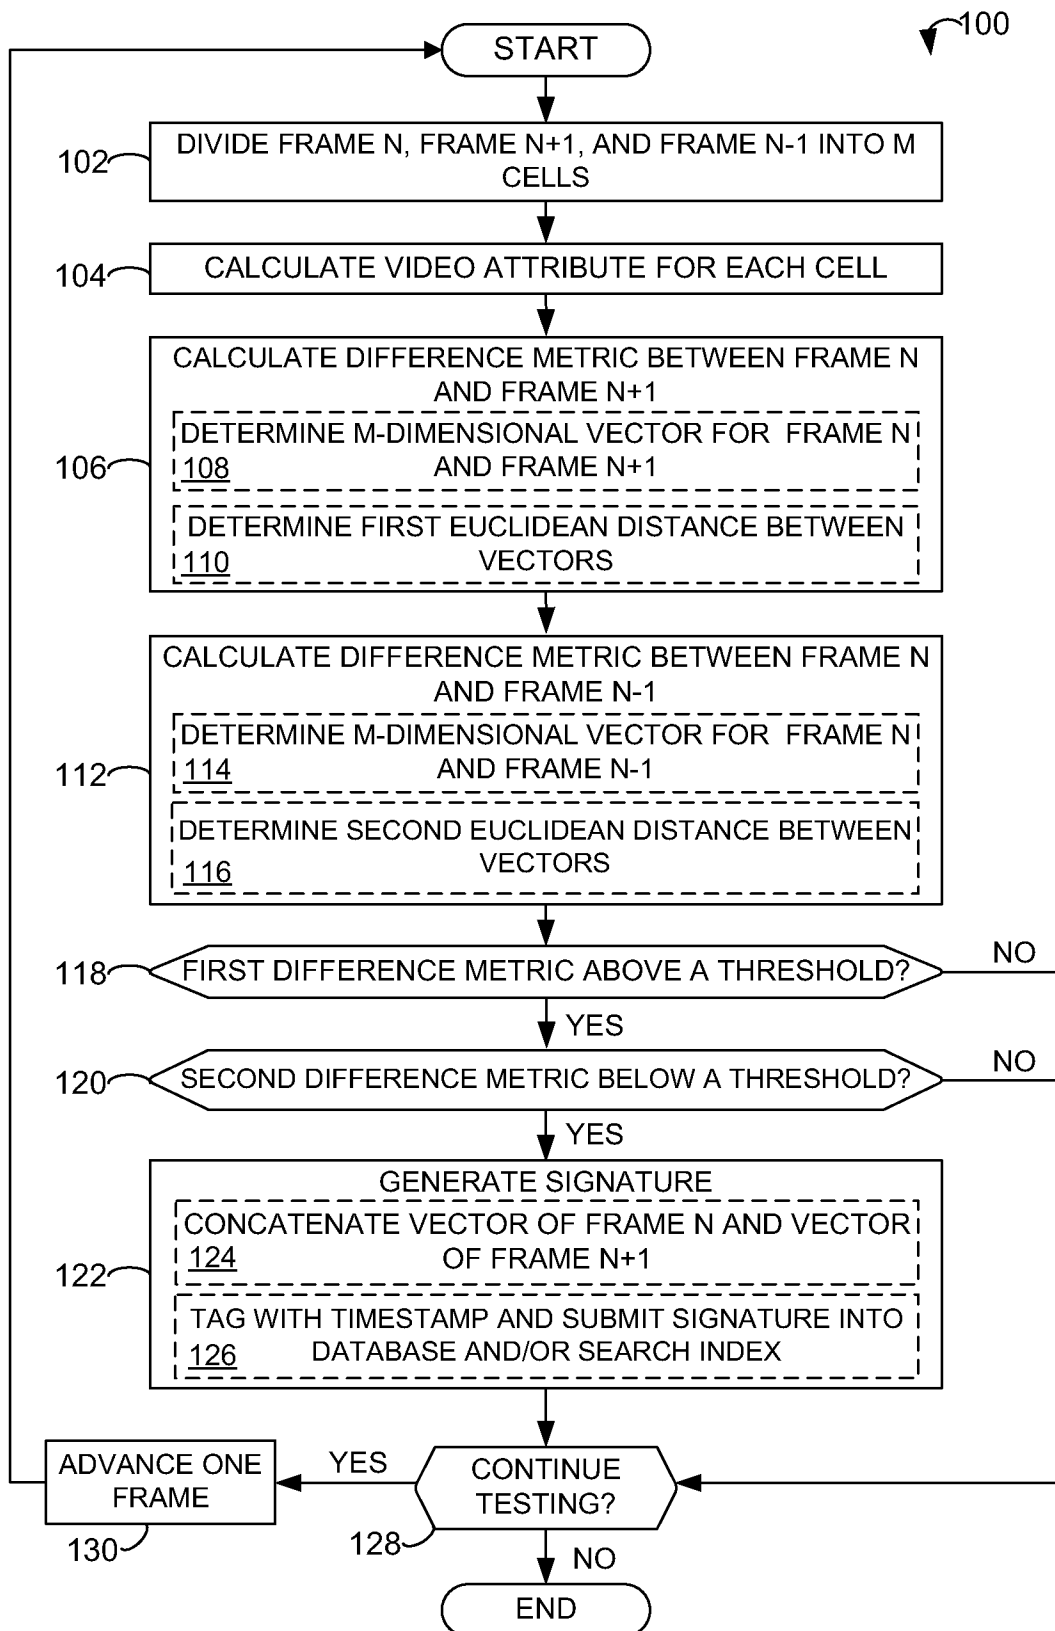 100
START
102
DIVIDE FRAME N, FRAME N+1, AND FRAME N-1 INTO M
CELLS
104
CALCULATE VIDEO ATTRIBUTE FOR EACH CELL
106
CALCULATE DIFFERENCE METRIC BETWEEN FRAME N
AND FRAME N+1
DETERMINE M-DIMENSIONAL VECTOR FOR FRAME N
108 AND FRAME N+1
DETERMINE FIRST EUCLIDEAN DISTANCE BETWEEN
110 VECTORS
112
CALCULATE DIFFERENCE METRIC BETWEEN FRAME N
AND FRAME N-1
DETERMINE M-DIMENSIONAL VECTOR FOR FRAME N
114 AND FRAME N-1
DETERMINE SECOND EUCLIDEAN DISTANCE BETWEEN
116 VECTORS
118
FIRST DIFFERENCE METRIC ABOVE A THRESHOLD?
NO
YES
120
SECOND DIFFERENCE METRIC BELOW A THRESHOLD?
NO
YES
122
GENERATE SIGNATURE
CONCATENATE VECTOR OF FRAME N AND VECTOR
124 OF FRAME N+1
TAG WITH TIMESTAMP AND SUBMIT SIGNATURE INTO
126 DATABASE AND/OR SEARCH INDEX
CONTINUE
TESTING?
128
YES
ADVANCE ONE
FRAME
130
NO
END